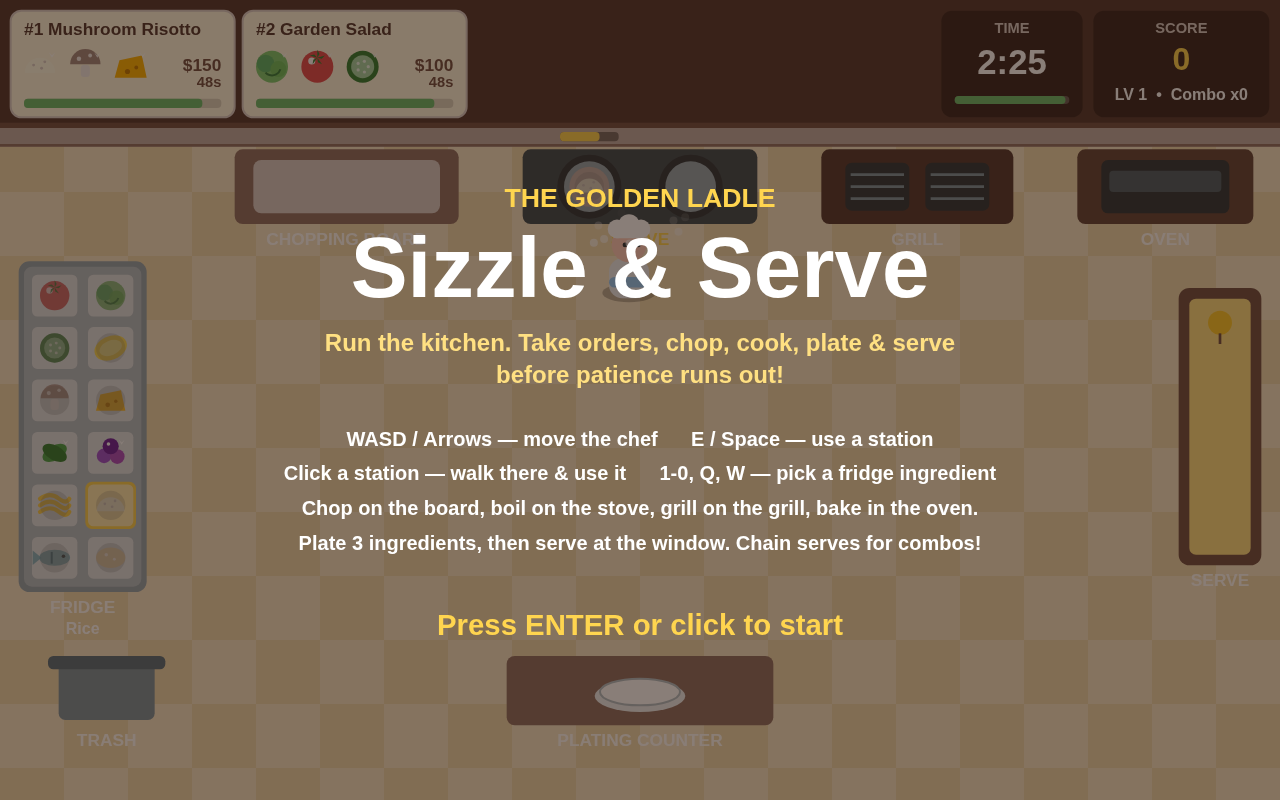 #1 Mushroom Risotto
$150
48s
#2 Garden Salad
$100
48s
TIME
2:25
SCORE
0
LV 1 • Combo x0
THE GOLDEN LADLE
CHOPPING BOARD
GRILL
OVEN
Sizzle & Serve
Run the kitchen. Take orders, chop, cook, plate & serve
before patience runs out!
WASD / Arrows — move the chef E / Space — use a station
Click a station — walk there & use it 1-0, Q, W — pick a fridge ingredient
Chop on the board, boil on the stove, grill on the grill, bake in the oven.
Plate 3 ingredients, then serve at the window. Chain serves for combos!
SERVE
FRIDGE
Rice
Press ENTER or click to start
TRASH
PLATING COUNTER